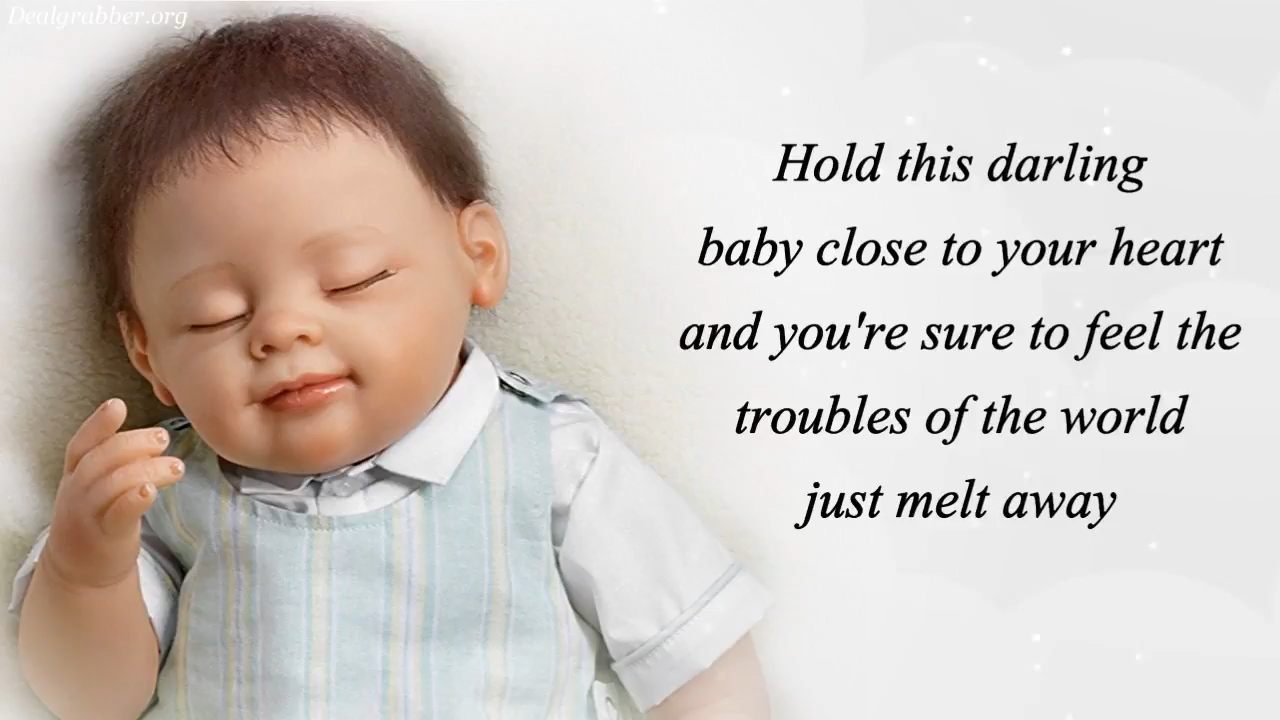 Dealgrabber.org
Hold this darling
baby close to your heart
and you're sure to feel the
troubles of the world
just melt away